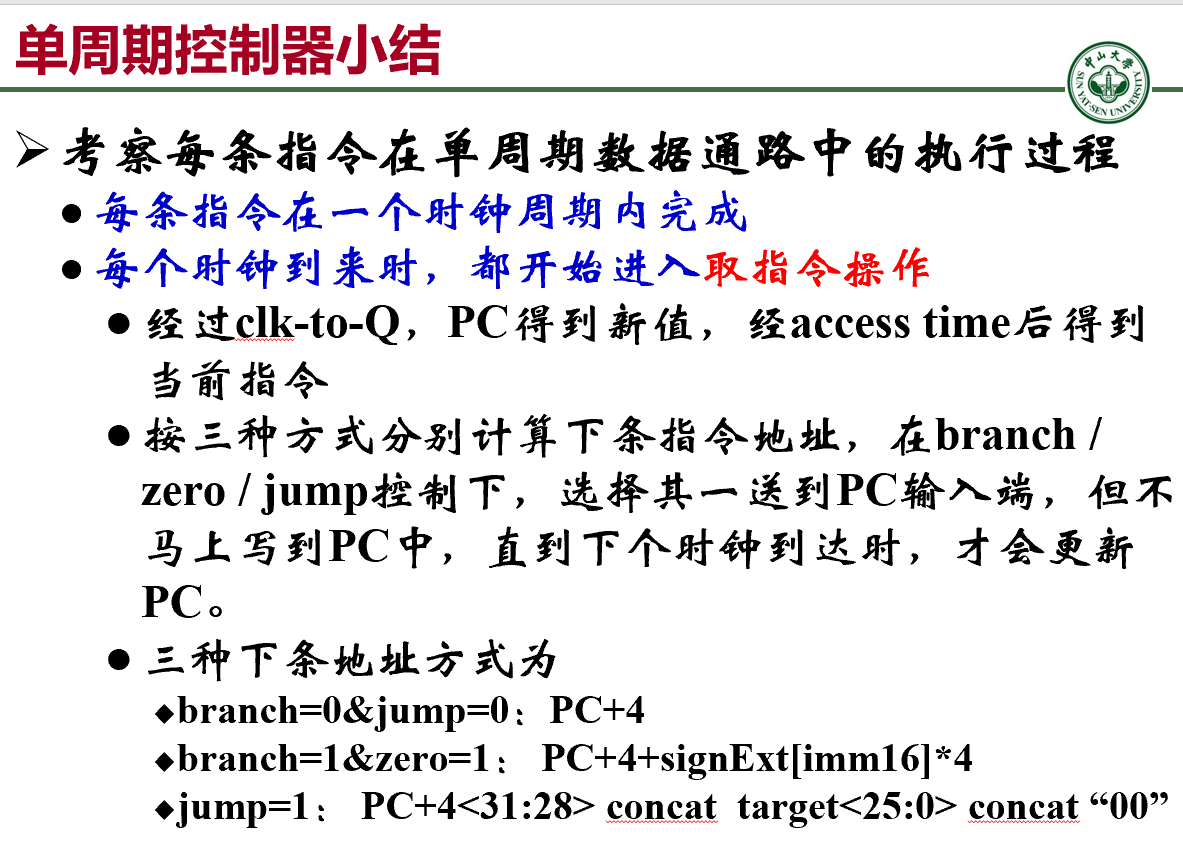 单周期控制器小结
中山大学
SUN YAT-SEN UNIVERSITY
➢考察每条指令在单周期数据通路中的执行过程
●每条指令在一个时钟周期内完成
●每个时钟到来时，都开始进入取指令操作
●经过clk-to-Q，PC得到新值，经access time后得到
当前指令
●按三种方式分别计算下条指令地址，在branch /
zero / jump控制下，选择其一送到PC输入端，但不
马上写到PC中，直到下个时钟到达时，才会更新
PC。
●三种下条地址方式为
◆branch=0&jump=0：PC+4
◆branch=1&zero=1： PC+4+signExt[imm16]*4
◆jump=1： PC+4<31:28> concat target<25:0> concat “00”